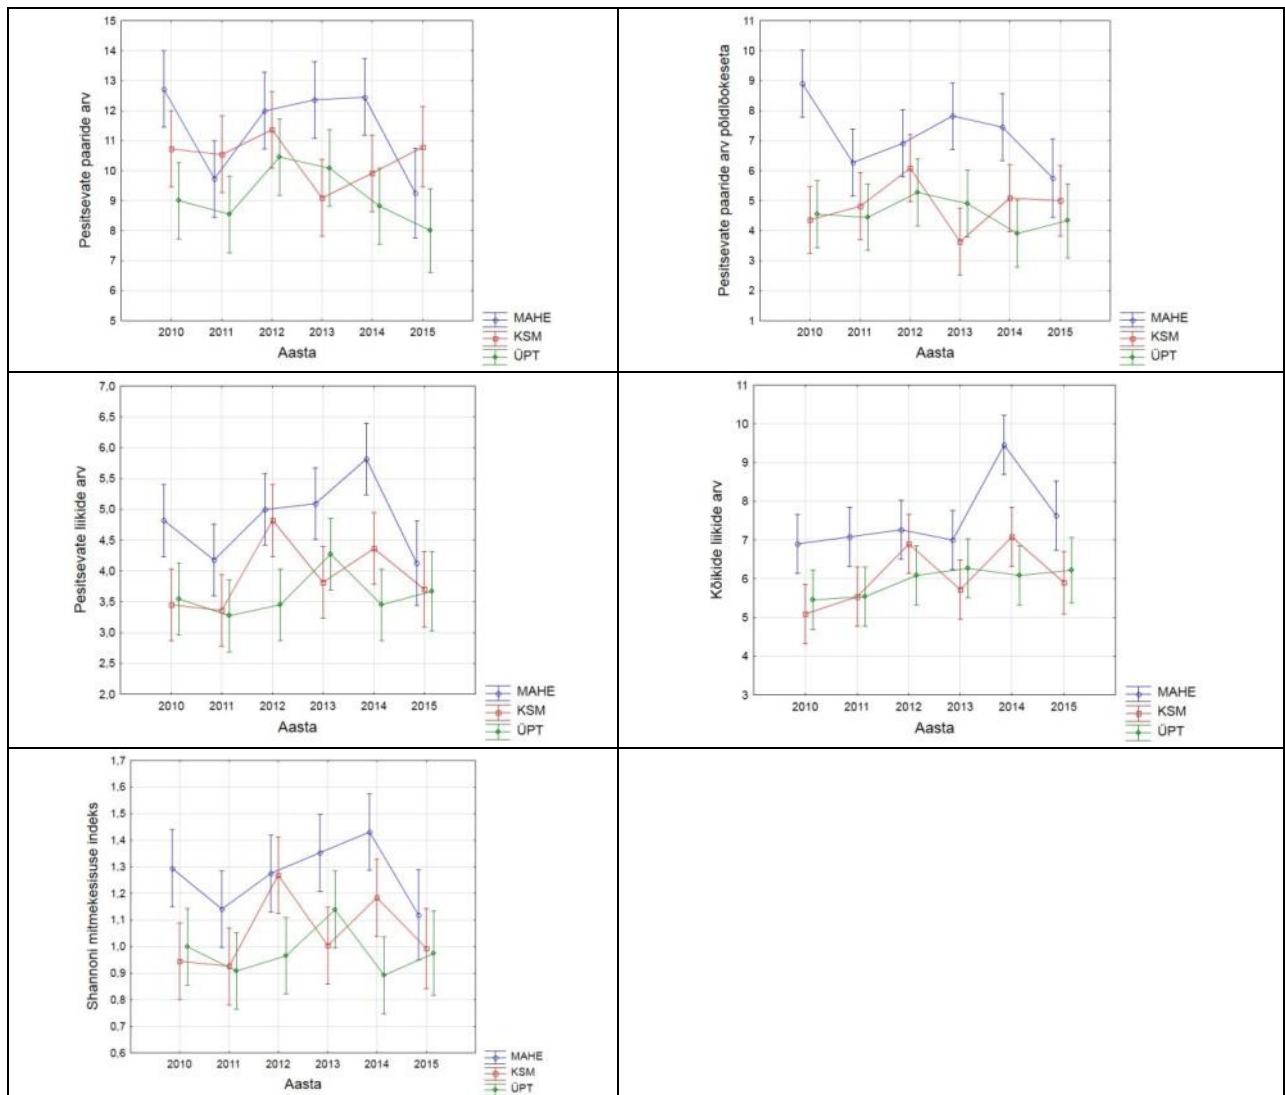 Pesitsevate paaride arv
15
14
13
12
11
10
9
8
7
6
5
2010 2011 2012 2013 2014 2015
Aasta
MAHE
KSM
ÜPT
Pesitsevate paaride arv põldlõokeseta
11
10
9
8
7
6
5
4
3
2
1
2010 2011 2012 2013 2014 2015
Aasta
MAHE
KSM
ÜPT
Pesitsevate liikide arv
7,0
6,5
6,0
5,5
5,0
4,5
4,0
3,5
3,0
2,5
2,0
2010 2011 2012 2013 2014 2015
Aasta
MAHE
KSM
ÜPT
Kõikide liikide arv
11
10
9
8
7
6
5
4
3
2010 2011 2012 2013 2014 2015
Aasta
MAHE
KSM
ÜPT
Shannoni mitmekesisuse indeks
1,7
1,6
1,5
1,4
1,3
1,2
1,1
1,0
0,9
0,8
0,7
0,6
2010 2011 2012 2013 2014 2015
Aasta
MAHE
KSM
ÜPT